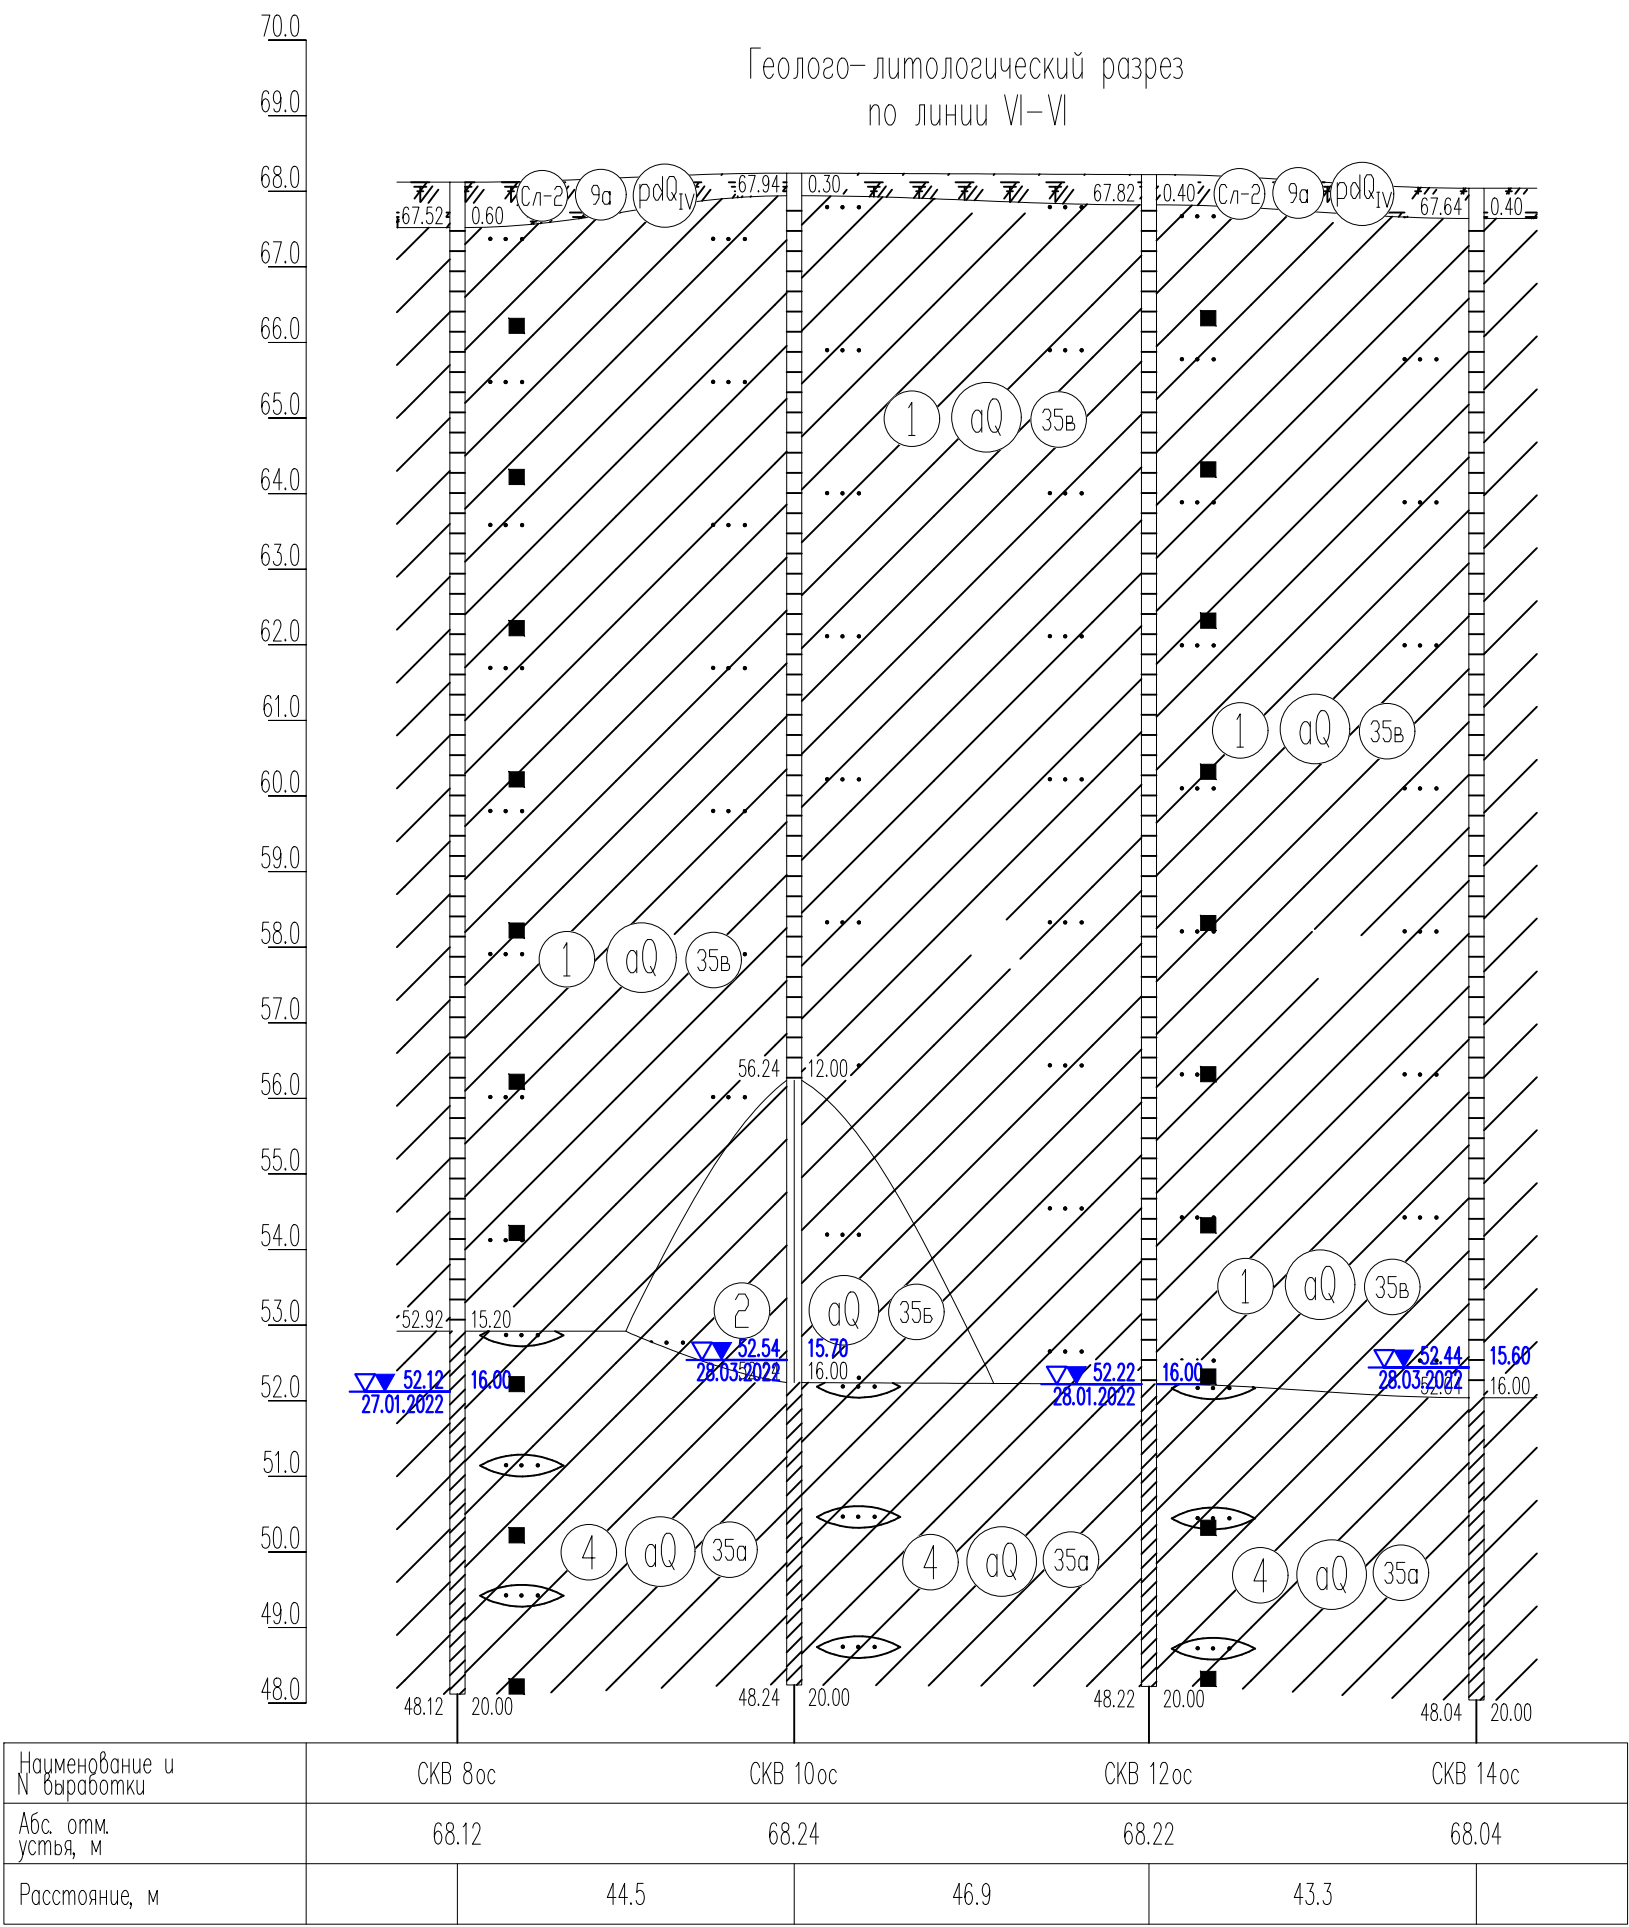 Геолого-литологический разрез
по линии VI-VI
70.0
69.0
68.0
67.0
66.0
65.0
64.0
63.0
62.0
61.0
60.0
59.0
58.0
57.0
56.0
55.0
54.0
53.0
52.0
51.0
50.0
49.0
48.0
67.52 0.60
Сл-2 9а pdQIV
67.94 0.30
67.82 0.40
Сл-2 9а pdQIV
67.64 0.40
1 aQ 35в
1 aQ 35в
1 aQ 35в
56.24 12.00
1 aQ 35в
2 aQ 35б
52.92 15.20
52.54 15.70
28.03.2022
16.00
52.12 16.00
27.01.2022
52.22 16.00
28.01.2022
52.44 15.60
28.03.2022
16.00
4 aQ 35а
4 aQ 35а
4 aQ 35а
48.12 20.00
48.24 20.00
48.22 20.00
48.04 20.00
Наименование и
N выработки
СКВ 8ос СКВ 10ос СКВ 12ос СКВ 14ос
Абс. отм.
устья, м
68.12 68.24 68.22 68.04
Расстояние, м 44.5 46.9 43.3